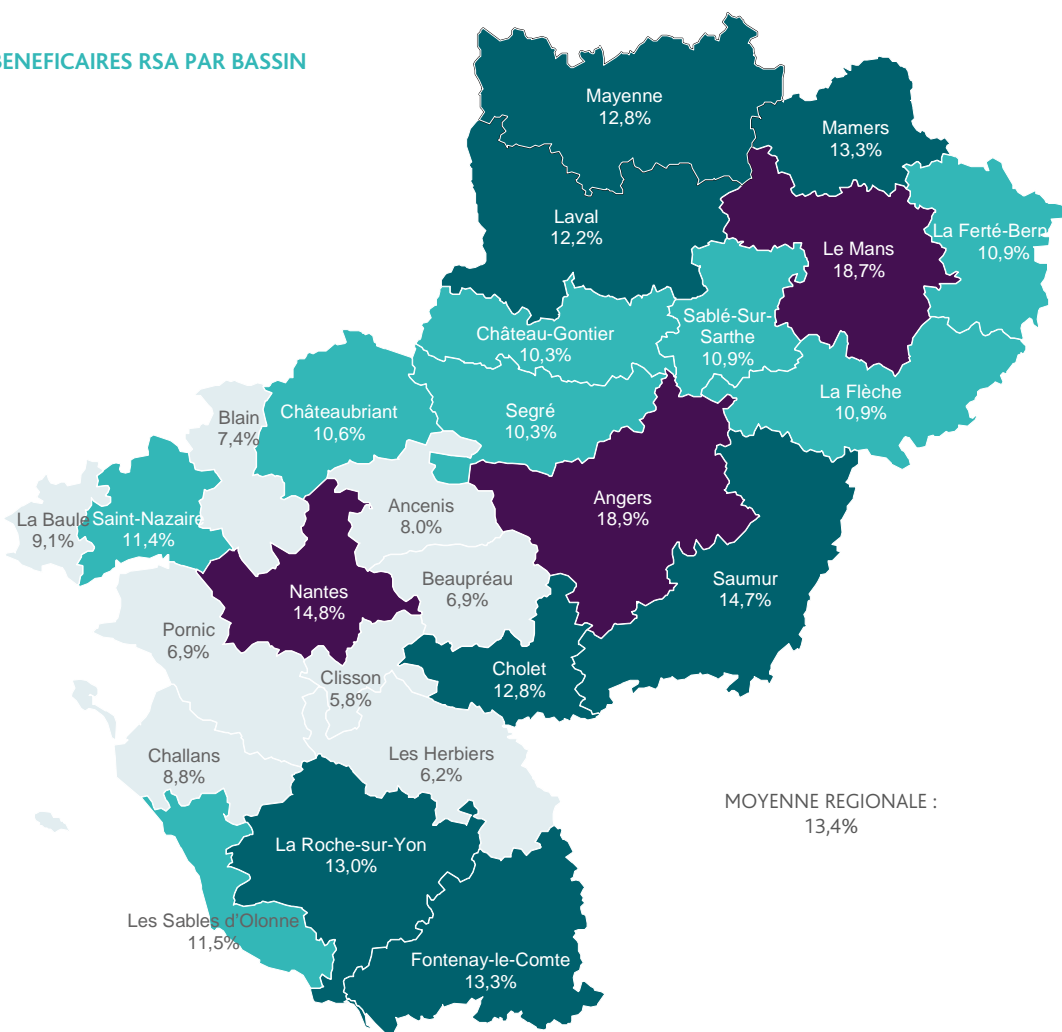 BENEFICAIRES RSA PAR BASSIN
Mayenne
12,8%
Mamers
13,3%
Laval
12,2%
Le Mans
18,7%
La Ferté-Bern
10,9%
Château-Gontier
10,3%
Sablé-Sur-
Sarthe
10,9%
La Flèche
10,9%
Châteaubriant
10,6%
Segré
10,3%
Blain
7,4%
La Baule
9,1%
Saint-Nazaire
11,4%
Ancenis
8.0%
Angers
18,9%
Beaupréau
6,9%
Saumur
14,7%
Nantes
14,8%
Pornic
6,9%
Clisson
5,8%
Cholet
12,8%
Challans
8,8%
Les Herbiers
6,2%
MOYENNE REGIONALE :
13,4%
La Roche-sur-Yon
13,0%
Les Sables d'Olonne
11,5%
Fontenay-le-Comte
13,3%